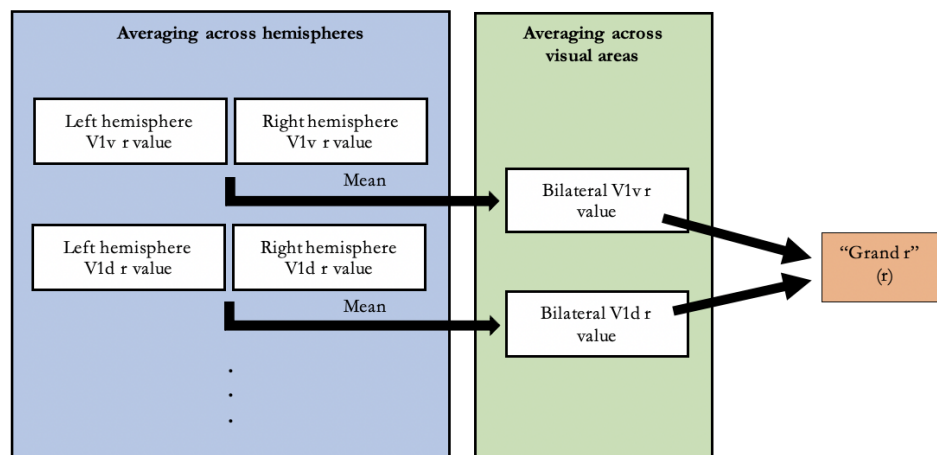 Averaging across hemispheres
Left hemisphere
V1v r value
Right hemisphere
V1v r value
Mean
Left hemisphere
V1d r value
Right hemisphere
V1d r value
Mean
.
.
.
Averaging across
visual areas
Bilateral V1v r
value
Bilateral V1d r
value
“Grand r”
(r)